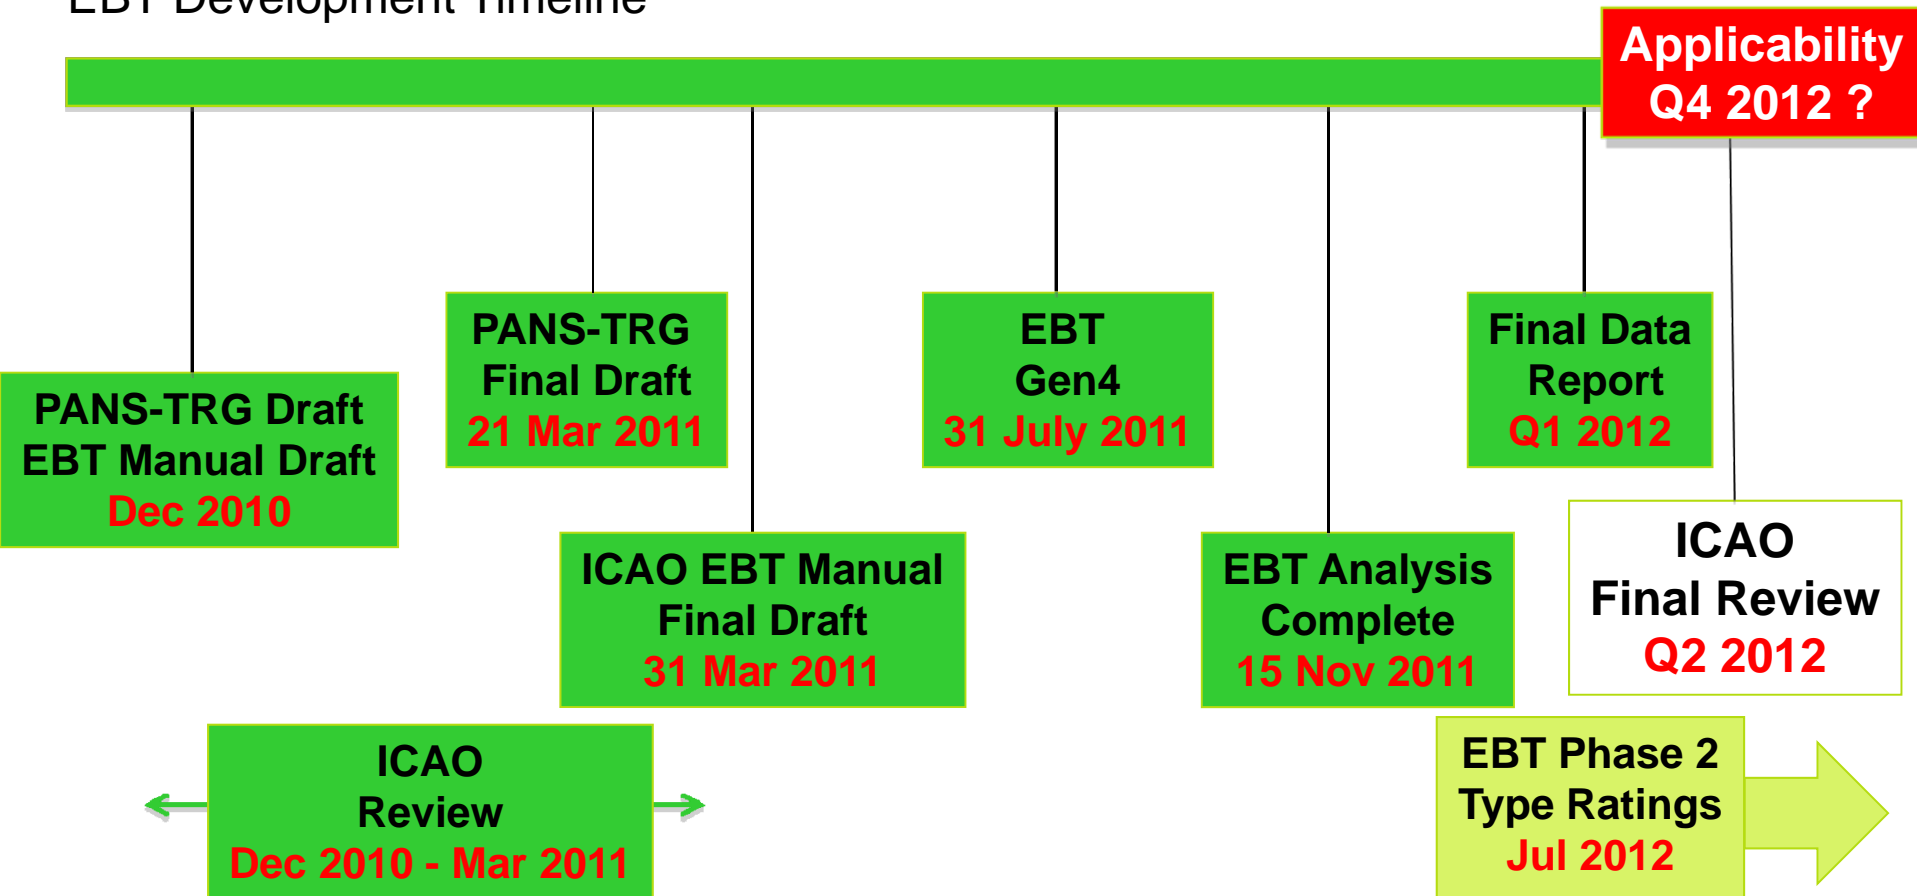 EBT Development Timeline
Applicability
Q4 2012 ?
PANS-TRG Draft
EBT Manual Draft
Dec 2010
PANS-TRG
Final Draft
21 Mar 2011
ICAO EBT Manual
Final Draft
31 Mar 2011
EBT
Gen4
31 July 2011
EBT Analysis
Complete
15 Nov 2011
Final Data
Report
Q1 2012
ICAO
Final Review
Q2 2012
ICAO
Review
Dec 2010 - Mar 2011
EBT Phase 2
Type Ratings
Jul 2012